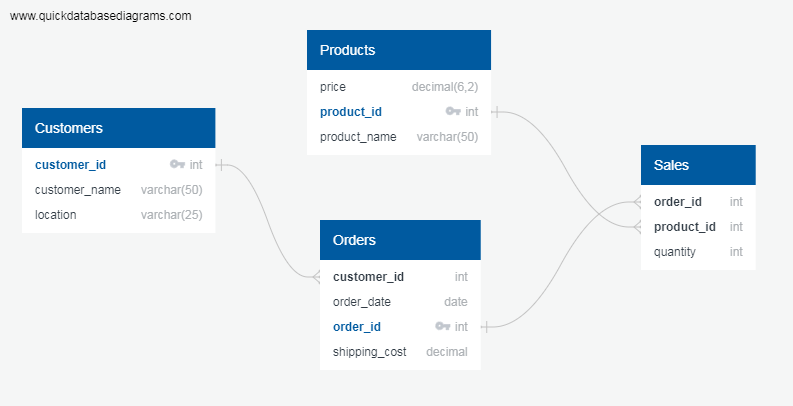 www.quickdatabasediagrams.com
Products
price decimal(6,2)
product_id int
product_name varchar(50)
Customers
customer_id int
customer_name varchar(50)
location varchar(25)
Sales
order_id int
product_id int
quantity int
Orders
customer_id int
order_date date
order_id int
shipping_cost decimal